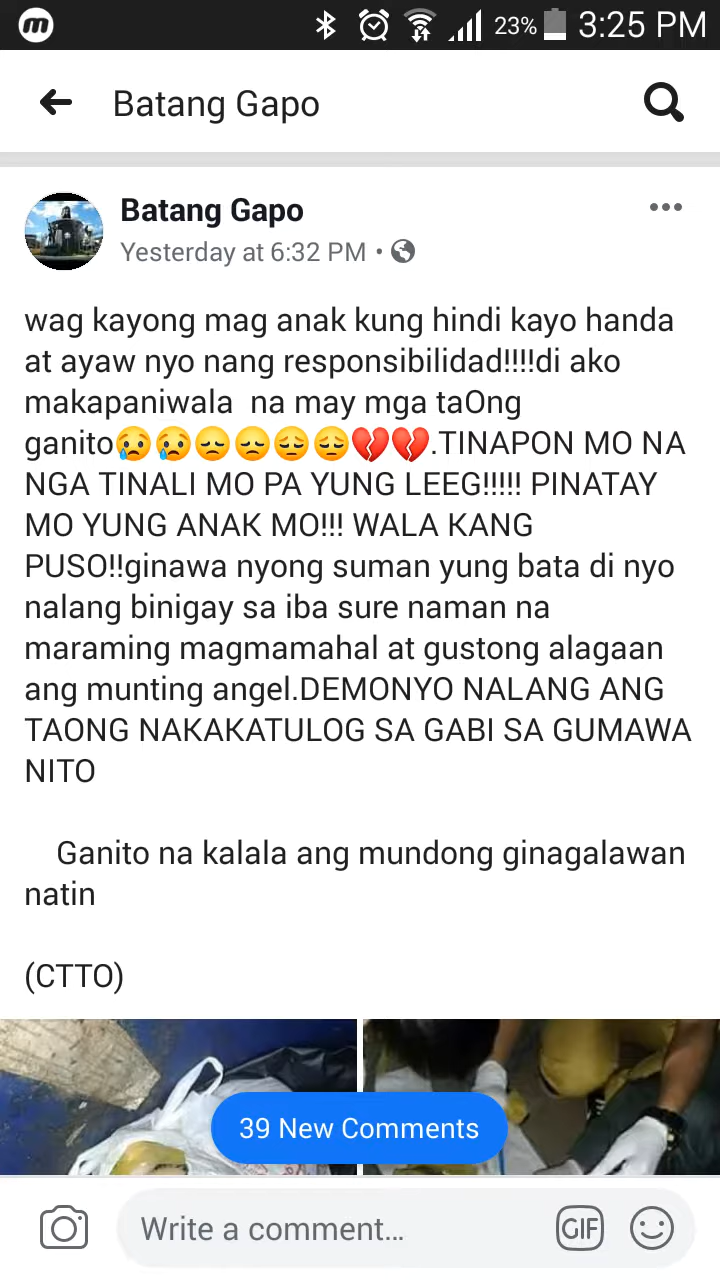 23% 3:25 PM
Batang Gapo
Batang Gapo
Yesterday at 6:32 PM •
wag kayong mag anak kung hindi kayo handa
at ayaw nyo nang responsibilidad!!!!di ako
makapaniwala  na may mga taOng
ganito😢😢😞😞😔😔💔💔.TINAPON MO NA
NGA TINALI MO PA YUNG LEEG!!!!! PINATAY
MO YUNG ANAK MO!!! WALA KANG
PUSO!!ginawa nyong suman yung bata di nyo
nalang binigay sa iba sure naman na
maraming magmamahal at gustong alagaan
ang munting angel.DEMONYO NALANG ANG
TAONG NAKAKATULOG SA GABI SA GUMAWA
NITO
Ganito na kalala ang mundong ginagalawan
natin
(CTTO)
39 New Comments
Write a comment...
GIF